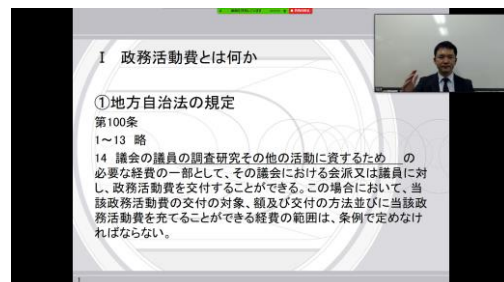 Ⅰ 政務活動費とは何か
①地方自治法の規定
第100条
1～13 略
14 議会の議員の調査研究その他の活動に資するため の
必要な経費の一部として、その議会における会派又は議員に対
し、政務活動費を交付することができる。この場合において、当
該政務活動費の交付の対象、額及び交付の方法並びに当該政
務活動費を充てることができる経費の範囲は、条例で定めなけ
ればならない。
1